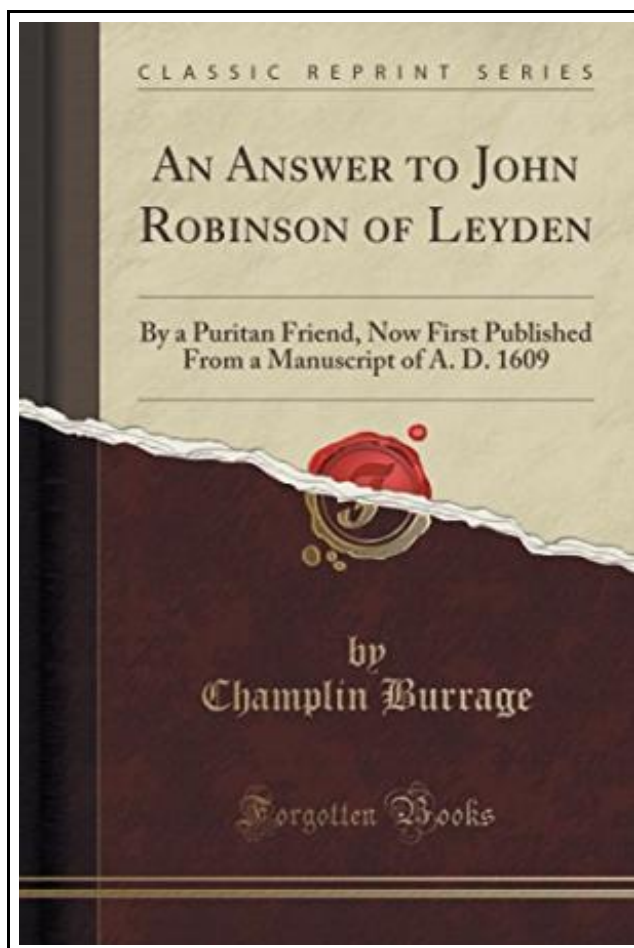 CLASSIC REPRINT SERIES
AN ANSWER TO JOHN
ROBINSON OF LEYDEN
By a Puritan Friend, Now First Published
From a Manuscript of A. D. 1609
by
Champlin Burrage
Forgotten Books